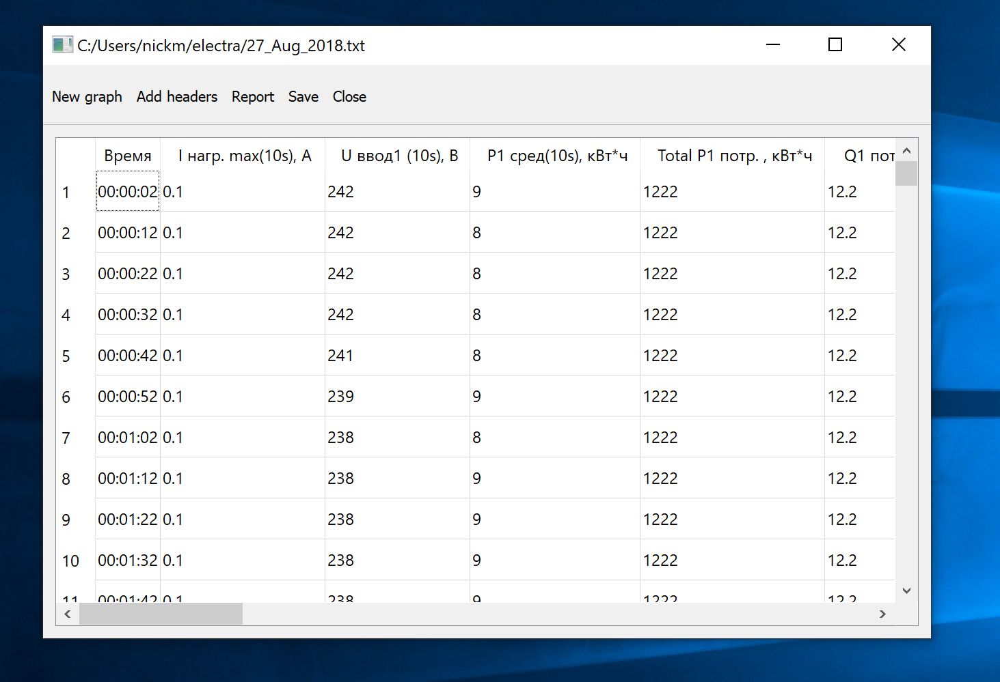 C:/Users/nickm/electra/27_Aug_2018.txt
New graph Add headers Report Save Close
Время I нагр. max(10s), А U ввод1 (10s), В P1 сред(10s), кВт*ч Total P1 потр. , кВт*ч Q1 пот
1 00:00:02 0.1 242 9 1222 12.2
2 00:00:12 0.1 242 8 1222 12.2
3 00:00:22 0.1 242 8 1222 12.2
4 00:00:32 0.1 242 8 1222 12.2
5 00:00:42 0.1 241 8 1222 12.2
6 00:00:52 0.1 239 9 1222 12.2
7 00:01:02 0.1 238 8 1222 12.2
8 00:01:12 0.1 238 9 1222 12.2
9 00:01:22 0.1 238 9 1222 12.2
10 00:01:32 0.1 238 9 1222 12.2
11 00:01:42 0.1 238 9 1222 12.2